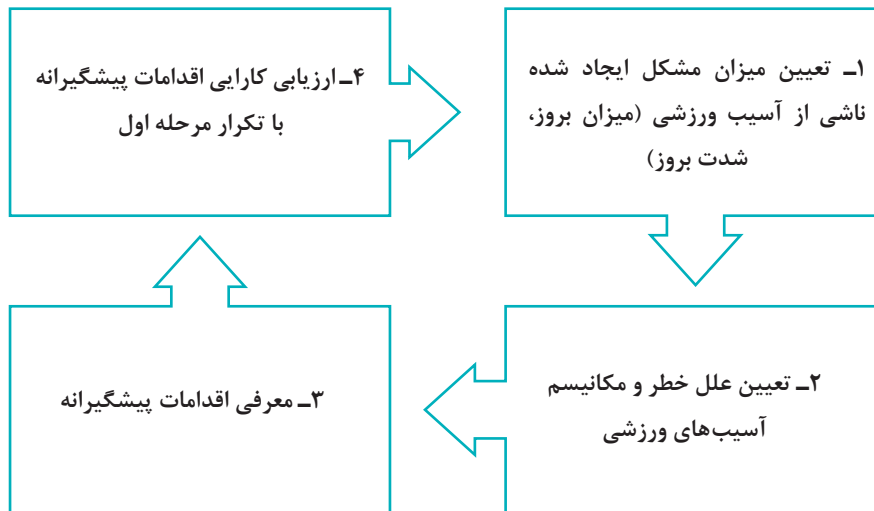 ۱ـ تعیین میزان مشکل ایجاد شده
ناشی از آسیب ورزشی (میزان بروز،
شدت بروز)
۲ـ تعیین علل خطر و مکانیسم
آسیب‌های ورزشی
۳ـ معرفی اقدامات پیشگیرانه
۴ـ ارزیابی کارایی اقدامات پیشگیرانه
با تکرار مرحله اول